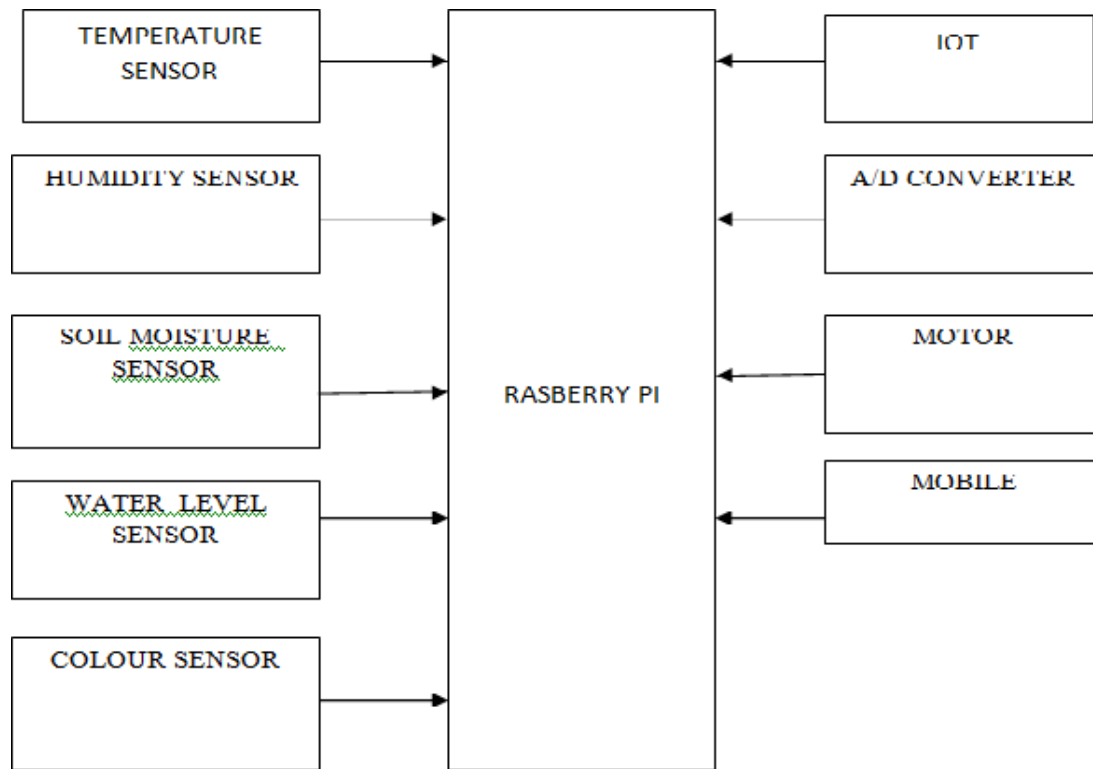 TEMPERATURE
SENSOR
HUMIDITY SENSOR
SOIL MOISTURE
SENSOR
WATER LEVEL
SENSOR
COLOUR SENSOR
RASBERRY PI
IOT
A/D CONVERTER
MOTOR
MOBILE